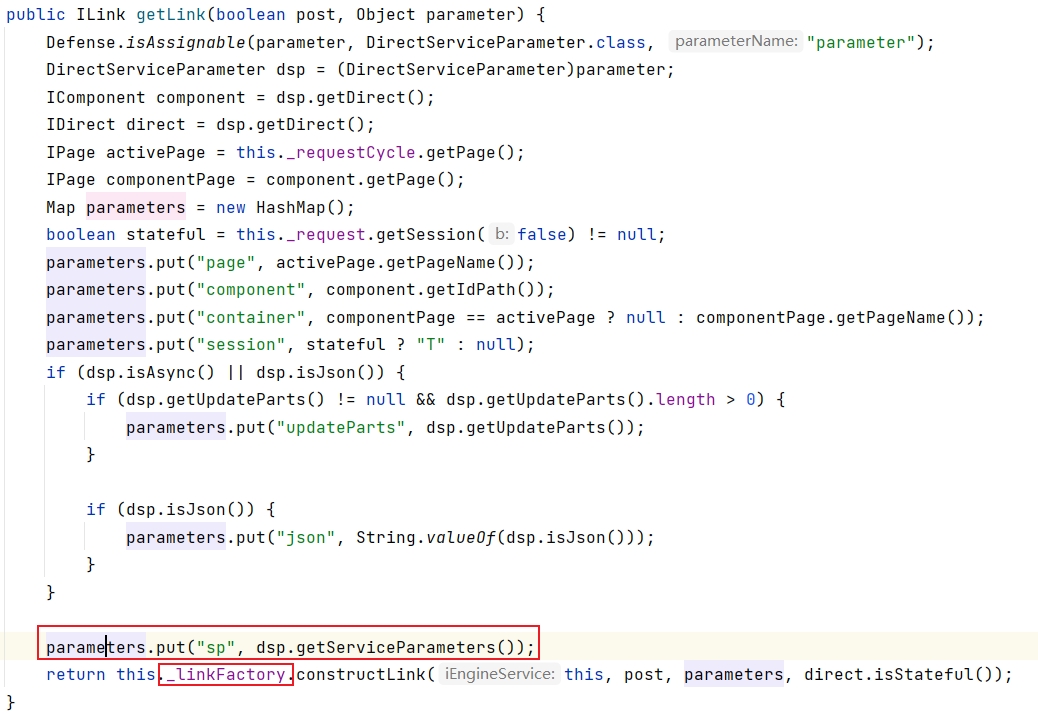 public ILink getLink(boolean post, Object parameter) {
    Defense.isAssignable(parameter, DirectServiceParameter.class, parameterName: "parameter");
    DirectServiceParameter dsp = (DirectServiceParameter)parameter;
    IComponent component = dsp.getDirect();
    IDirect direct = dsp.getDirect();
    IPage activePage = this._requestCycle.getPage();
    IPage componentPage = component.getPage();
    Map parameters = new HashMap();
    boolean stateful = this._request.getSession( b: false) != null;
    parameters.put("page", activePage.getPageName());
    parameters.put("component", component.getIdPath());
    parameters.put("container", componentPage == activePage ? null : componentPage.getPageName());
    parameters.put("session", stateful ? "T" : null);
    if (dsp.isAsync() || dsp.isJson()) {
        if (dsp.getUpdateParts() != null && dsp.getUpdateParts().length > 0) {
            parameters.put("updateParts", dsp.getUpdateParts());
        }
        if (dsp.isJson()) {
            parameters.put("json", String.valueOf(dsp.isJson()));
        }
    }
    parameters.put("sp", dsp.getServiceParameters());
    return this._linkFactory.constructLink( iEngineService: this, post, parameters, direct.isStateful());
}